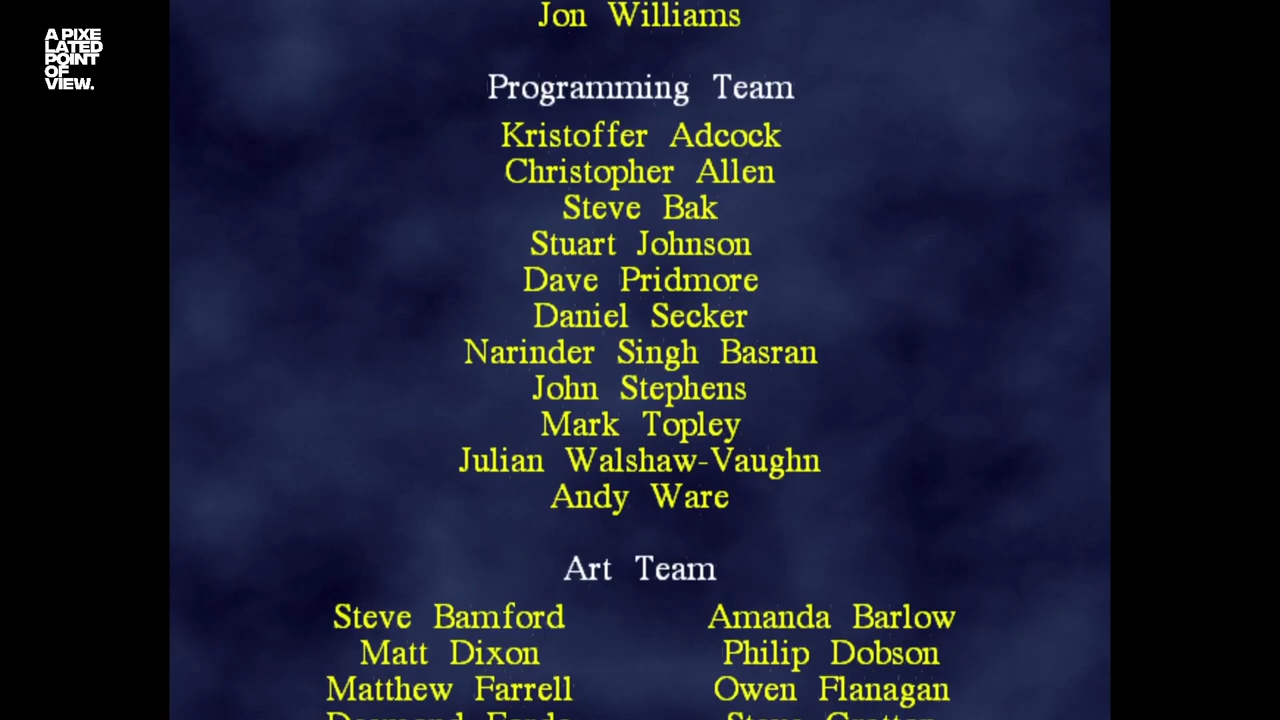 A PIXE
LATED
POINT
OF
VIEW.
Jon Williams
Programming Team
Kristoffer Adcock
Christopher Allen
Steve Bak
Stuart Johnson
Dave Pridmore
Daniel Secker
Narinder Singh Basran
John Stephens
Mark Topley
Julian Walshaw-Vaughn
Andy Ware
Art Team
Steve Bamford Amanda Barlow
Matt Dixon Philip Dobson
Matthew Farrell Owen Flanagan